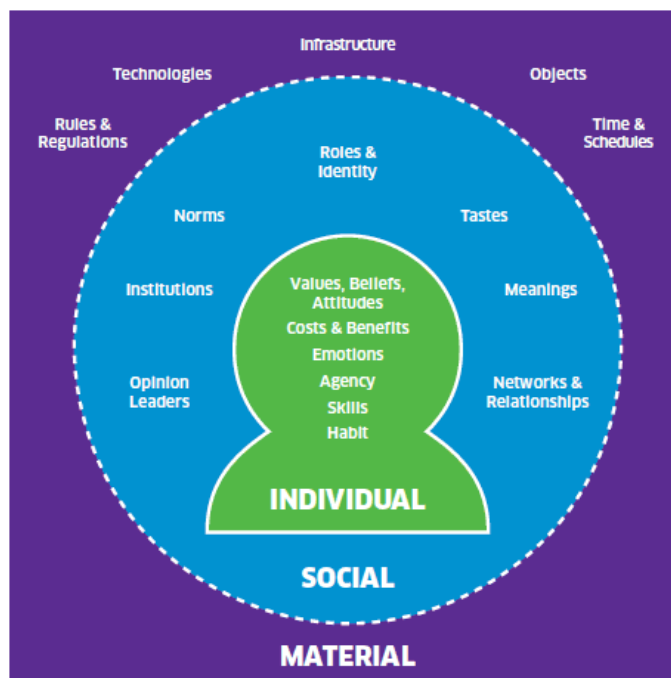 Infrastructure
Technologies
Objects
Rules &
Regulations
Time &
Schedules
Roles &
Identity
Norms
Tastes
Institutions
Meanings
Opinion
Leaders
Networks &
Relationships
Values, Beliefs,
Attitudes
Costs & Benefits
Emotions
Agency
Skills
Habit
INDIVIDUAL
SOCIAL
MATERIAL